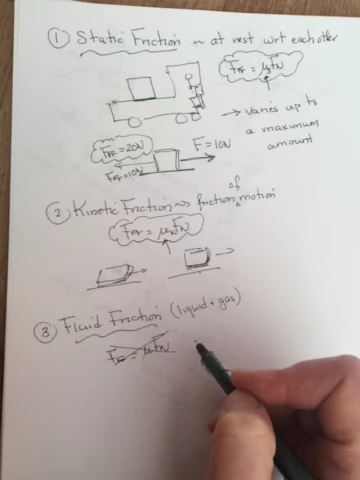 ① Static Friction ~ at rest wrt each other
Ffr = μsFN
→ Varies up to
a maximum
amount
Ffr = 20N
F = 10N
Ffr = 10N
② Kinetic Friction ~> friction of motion
Ffr = μkFN
③ Fluid Friction (liquid + gas)
Ffr = μFN